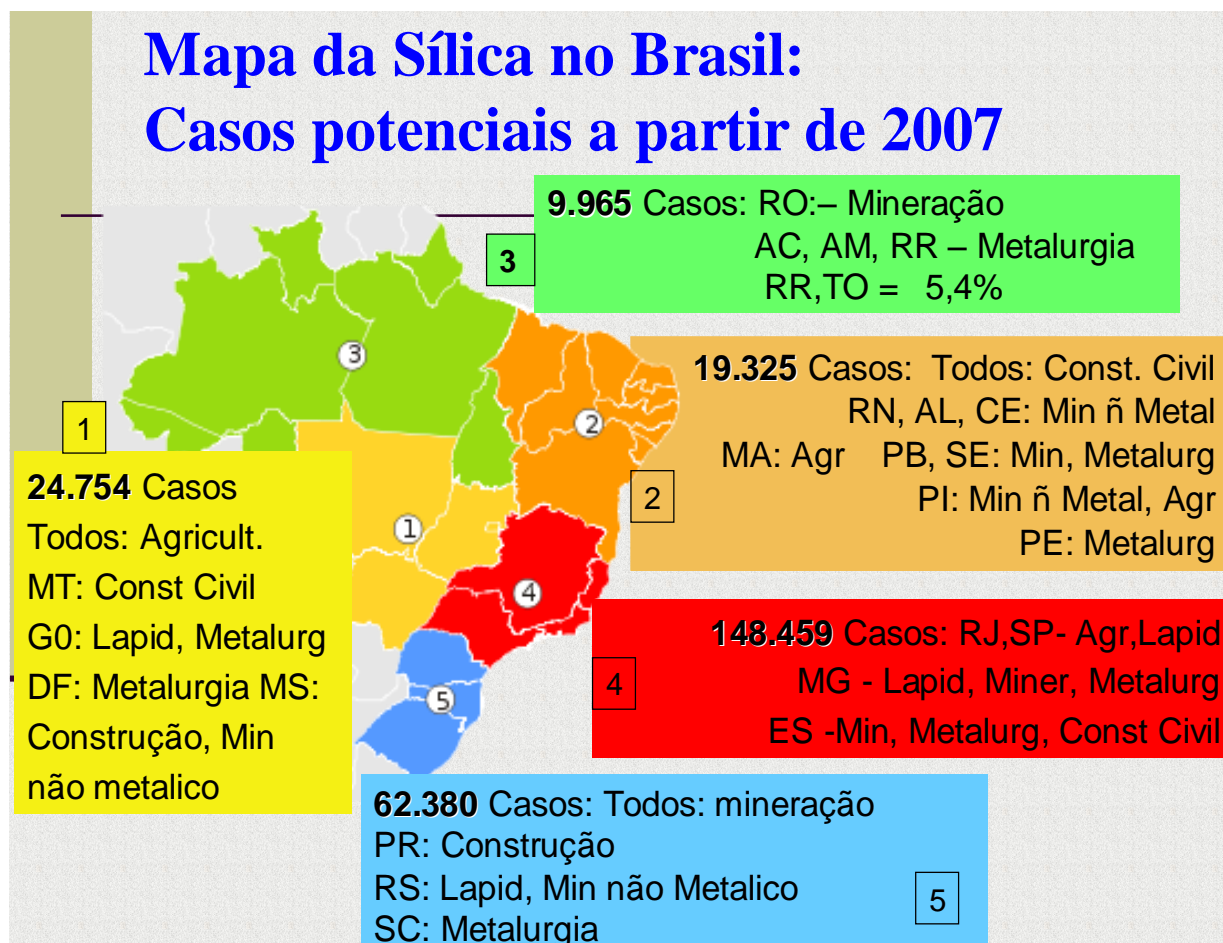 Mapa da Sílica no Brasil:
Casos potenciais a partir de 2007
9.965 Casos: RO:– Mineração
AC, AM, RR – Metalurgia
RR,TO = 5,4%
3
3
19.325 Casos: Todos: Const. Civil
RN, AL, CE: Min ñ Metal
MA: Agr PB, SE: Min, Metalurg
PI: Min ñ Metal, Agr
PE: Metalurg
2
2
1
24.754 Casos
Todos: Agricult.
MT: Const Civil
G0: Lapid, Metalurg
DF: Metalurgia MS:
Construção, Min
não metalico
1
4
148.459 Casos: RJ,SP- Agr,Lapid
MG - Lapid, Miner, Metalurg
ES -Min, Metalurg, Const Civil
4
5
62.380 Casos: Todos: mineração
PR: Construção
RS: Lapid, Min não Metalico
SC: Metalurgia
5